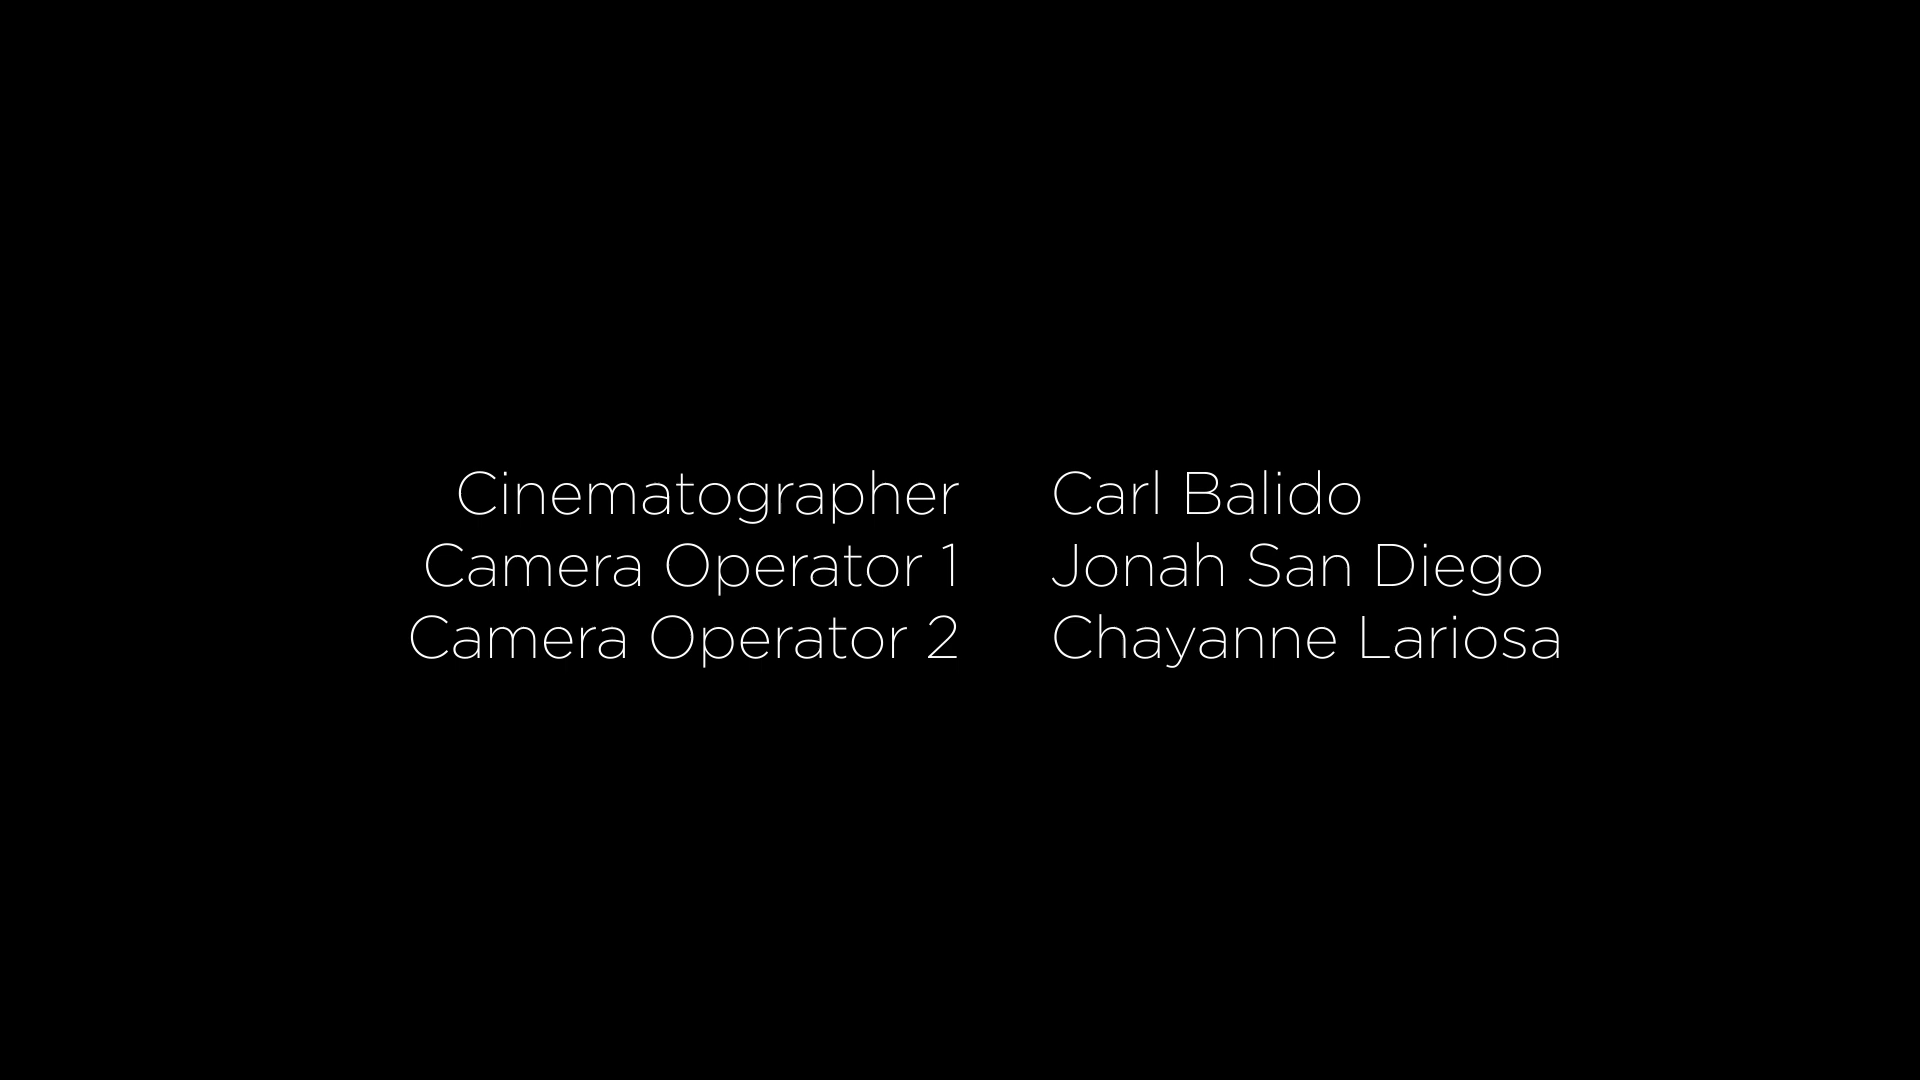 Cinematographer Carl Balido
Camera Operator 1 Jonah San Diego
Camera Operator 2 Chayanne Lariosa